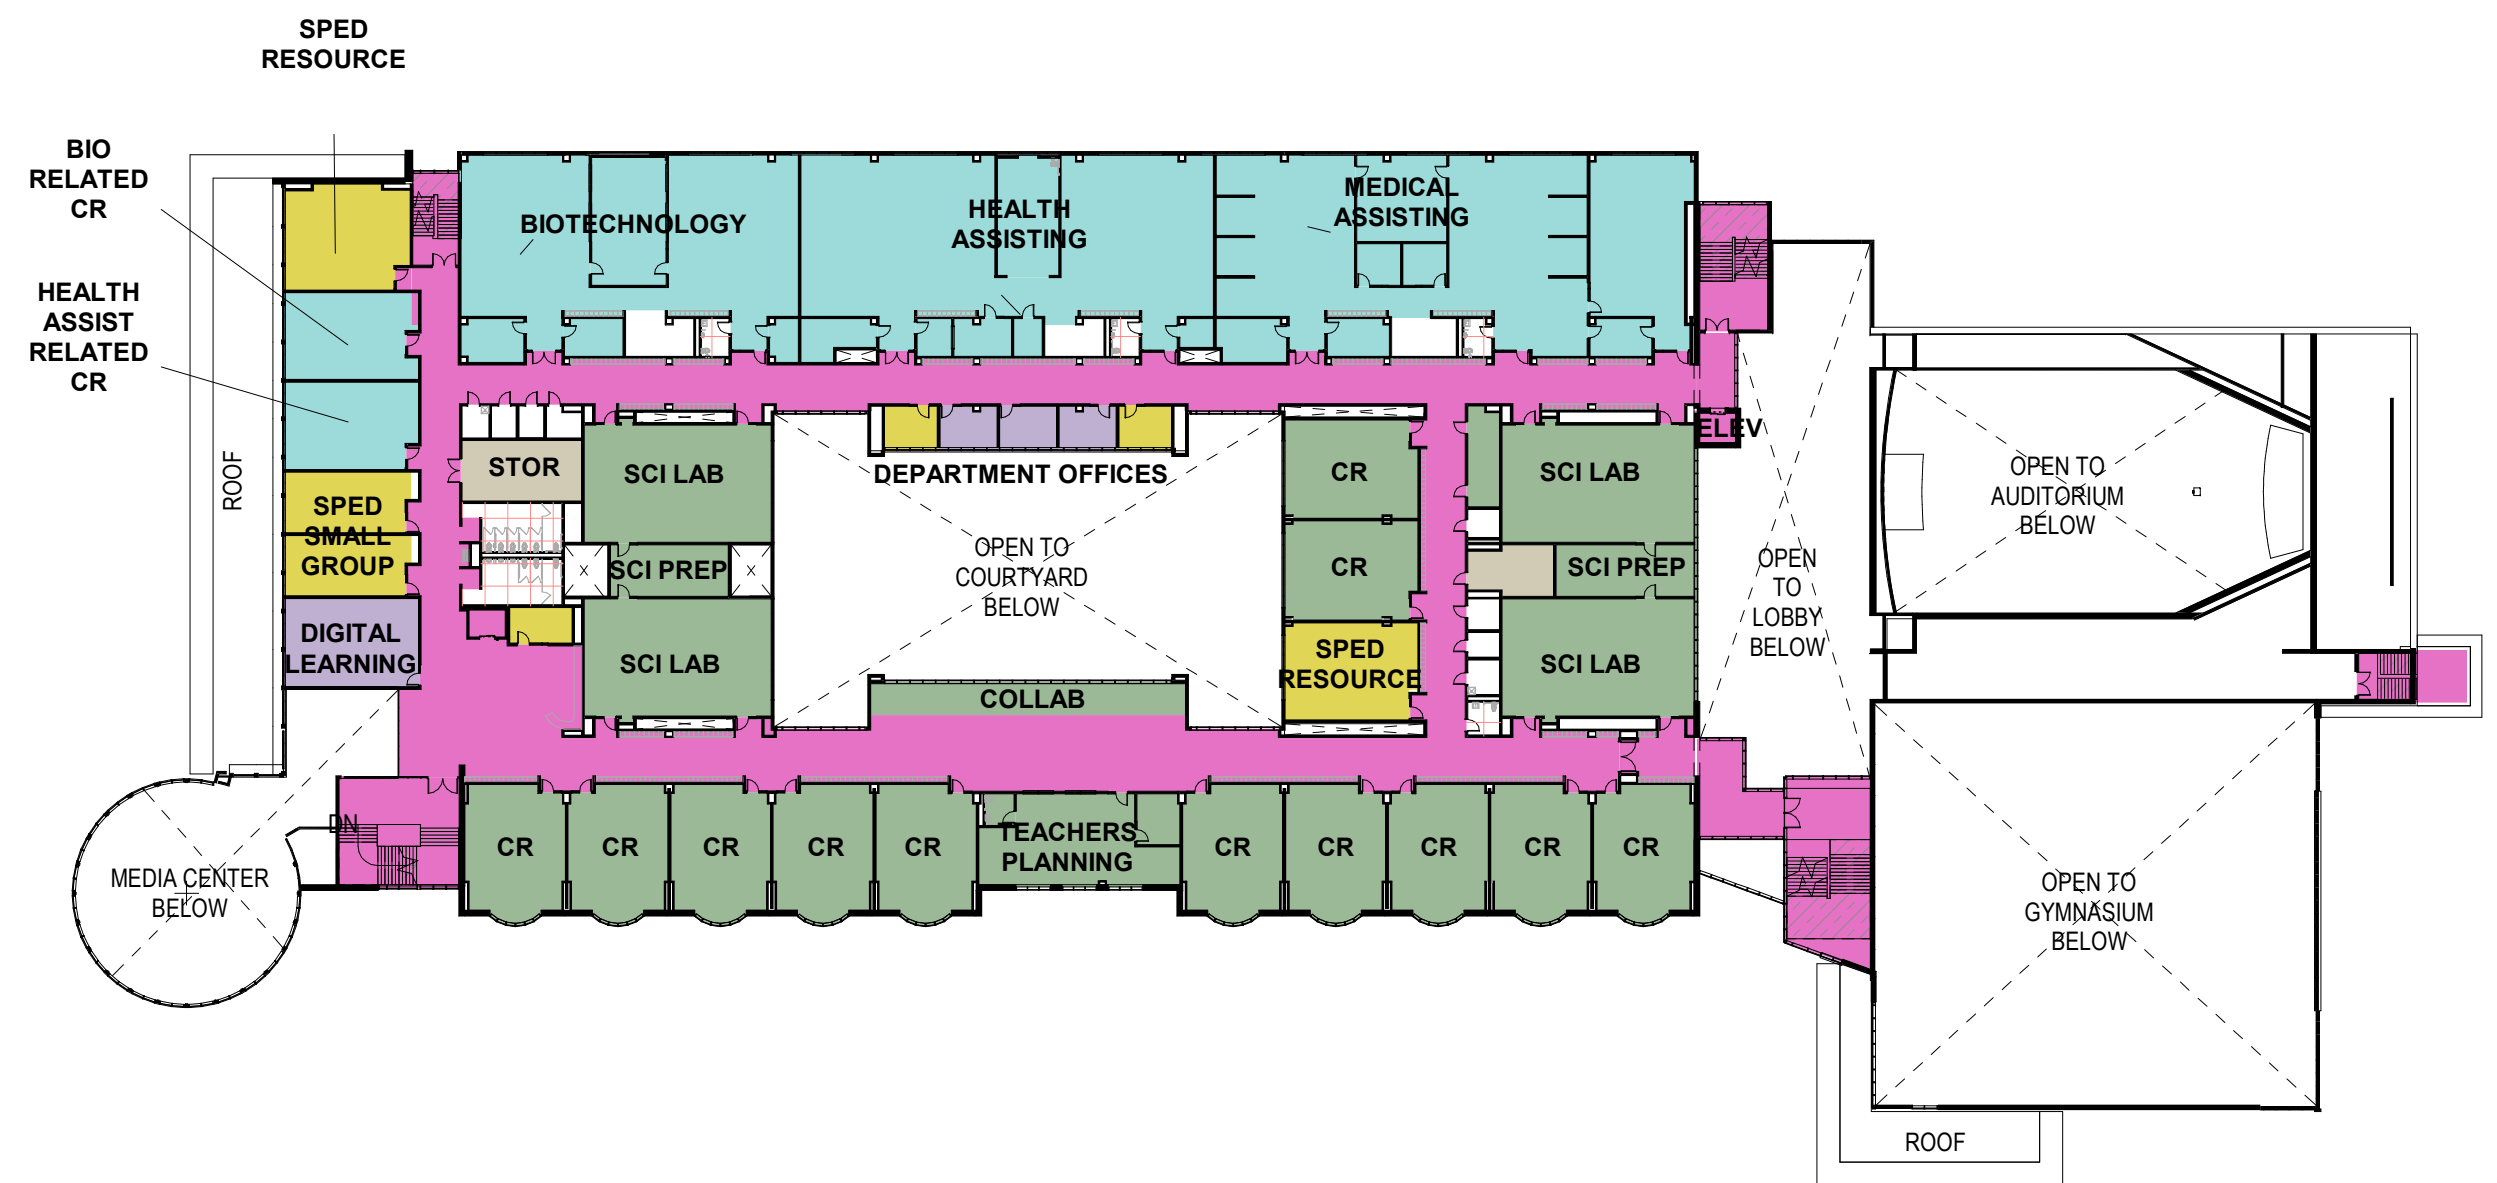 SPED
RESOURCE
BIO
RELATED
CR
HEALTH
ASSIST
RELATED
CR
BIOTECHNOLOGY
HEALTH
ASSISTING
MEDICAL
ASSISTING
ROOF
SPED
SMALL
GROUP
DIGITAL
LEARNING
STOR
SCI LAB
SCI PREP
SCI LAB
DEPARTMENT OFFICES
OPEN TO
COURTYARD
BELOW
COLLAB
CR
CR
SPED
RESOURCE
SCI LAB
SCI PREP
SCI LAB
ELEV
OPEN
TO
LOBBY
BELOW
OPEN TO
AUDITORIUM
BELOW
DN
MEDIA CENTER
BELOW
CR
CR
CR
CR
CR
TEACHERS
PLANNING
CR
CR
CR
CR
CR
OPEN TO
GYMNASIUM
BELOW
ROOF